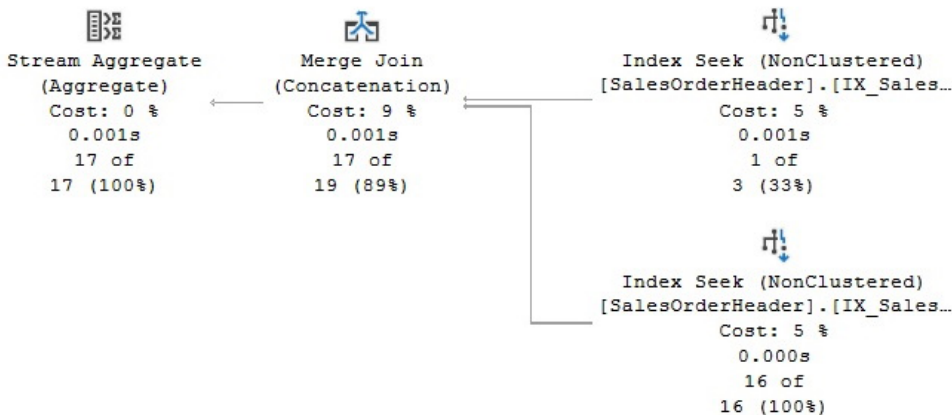 Stream Aggregate
(Aggregate)
Cost: 0 %
0.001s
17 of
17 (100%)
Merge Join
(Concatenation)
Cost: 9 %
0.001s
17 of
19 (89%)
Index Seek (NonClustered)
[SalesOrderHeader].[IX_Sales…
Cost: 5 %
0.001s
1 of
3 (33%)
Index Seek (NonClustered)
[SalesOrderHeader].[IX_Sales…
Cost: 5 %
0.000s
16 of
16 (100%)